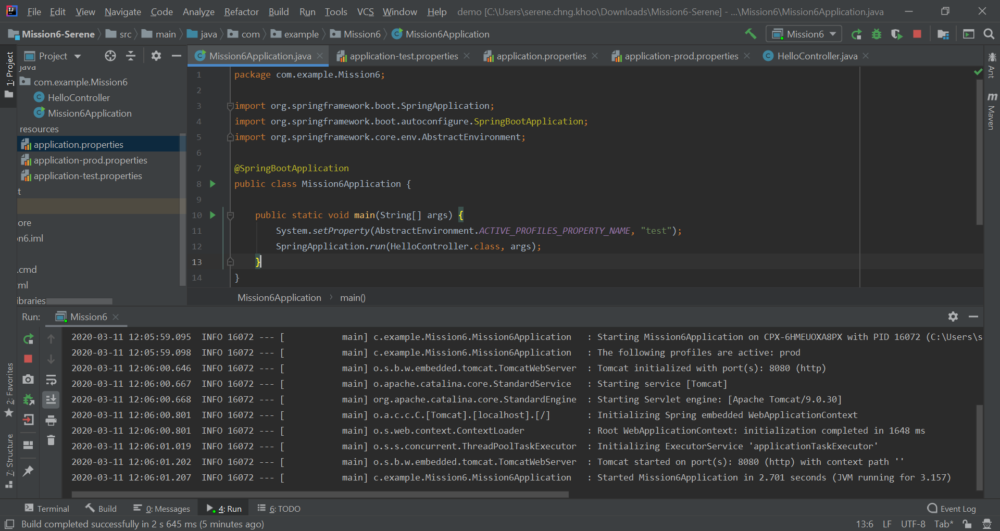 File Edit View Navigate Code Analyze Refactor Build Run Tools VCS Window Help demo [C:\Users\serene.chng.khoo\Downloads\Mission6-Serene] - ...\Mission6\Mission6Application.java
Mission6-Serene src main java com example Mission6 Mission6Application Mission6
1: Project
Project
Mission6Application.java application-test.properties application.properties application-prod.properties HelloController.java
java
com.example.Mission6
HelloController
Mission6Application
resources
application.properties
application-prod.properties
application-test.properties
t
ore
n6.iml
.cmd
ml
ibraries
1 package com.example.Mission6;
2
3 import org.springframework.boot.SpringApplication;
4 import org.springframework.boot.autoconfigure.SpringBootApplication;
5 import org.springframework.core.env.AbstractEnvironment;
6
7 @SpringBootApplication
8 public class Mission6Application {
9
10 public static void main(String[] args) {
11 System.setProperty(AbstractEnvironment.ACTIVE_PROFILES_PROPERTY_NAME, "test");
12 SpringApplication.run(HelloController.class, args);
13 }
14 }
Mission6Application main()
Ant
Maven
Run: Mission6
2020-03-11 12:05:59.095 INFO 16072 --- [ main] c.example.Mission6.Mission6Application : Starting Mission6Application on CPX-6HMEUOXA8PX with PID 16072 (C:\Users\s
2020-03-11 12:05:59.098 INFO 16072 --- [ main] c.example.Mission6.Mission6Application : The following profiles are active: prod
2020-03-11 12:06:00.646 INFO 16072 --- [ main] o.s.b.w.embedded.tomcat.TomcatWebServer : Tomcat initialized with port(s): 8080 (http)
2020-03-11 12:06:00.667 INFO 16072 --- [ main] o.apache.catalina.core.StandardService : Starting service [Tomcat]
2020-03-11 12:06:00.668 INFO 16072 --- [ main] org.apache.catalina.core.StandardEngine : Starting Servlet engine: [Apache Tomcat/9.0.30]
2020-03-11 12:06:00.801 INFO 16072 --- [ main] o.a.c.c.C.[Tomcat].[localhost].[/] : Initializing Spring embedded WebApplicationContext
2020-03-11 12:06:00.801 INFO 16072 --- [ main] o.s.web.context.ContextLoader : Root WebApplicationContext: initialization completed in 1648 ms
2020-03-11 12:06:01.019 INFO 16072 --- [ main] o.s.s.concurrent.ThreadPoolTaskExecutor : Initializing ExecutorService 'applicationTaskExecutor'
2020-03-11 12:06:01.202 INFO 16072 --- [ main] o.s.b.w.embedded.tomcat.TomcatWebServer : Tomcat started on port(s): 8080 (http) with context path ''
2020-03-11 12:06:01.207 INFO 16072 --- [ main] c.example.Mission6.Mission6Application : Started Mission6Application in 2.701 seconds (JVM running for 3.157)
2: Favorites
7: Structure
Terminal Build 0: Messages 4: Run 6: TODO Event Log
Build completed successfully in 2 s 645 ms (5 minutes ago) 13:6 LF UTF-8 Tab*